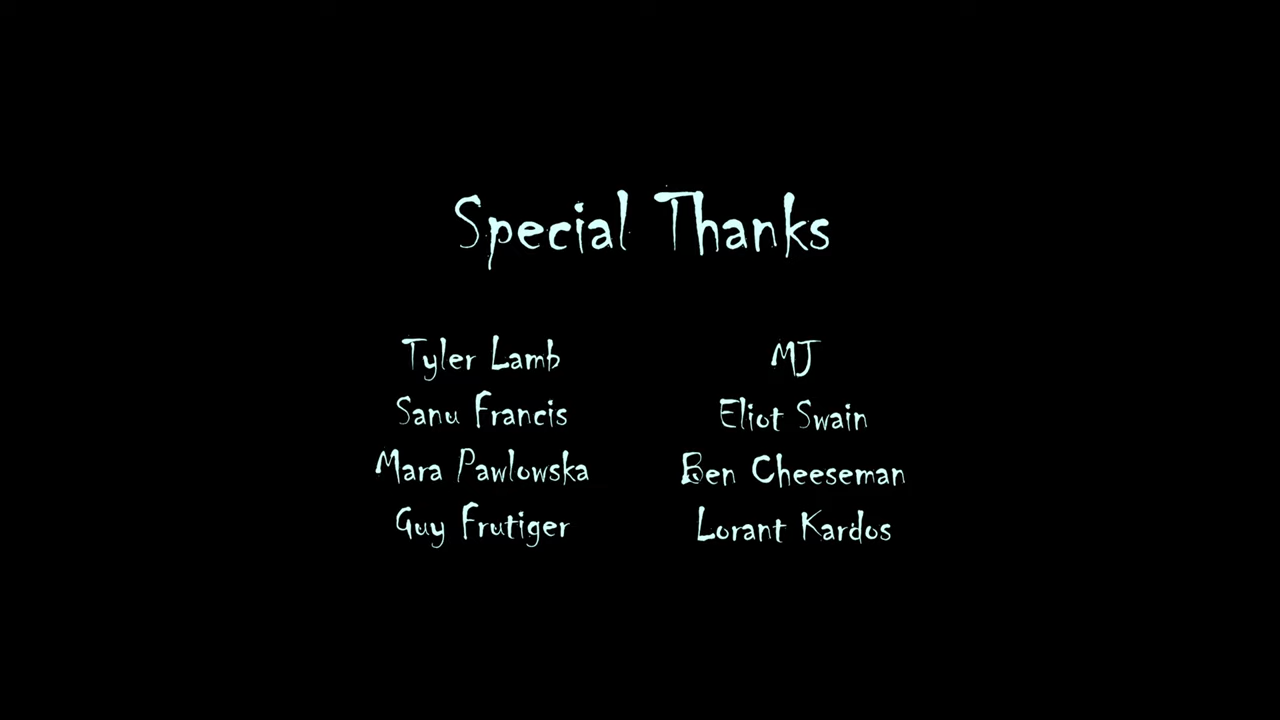 Special Thanks
Tyler Lamb
Sanu Francis
Mara Pawlowska
Guy Frutiger
MJ
Eliot Swain
Ben Cheeseman
Lorant Kardos